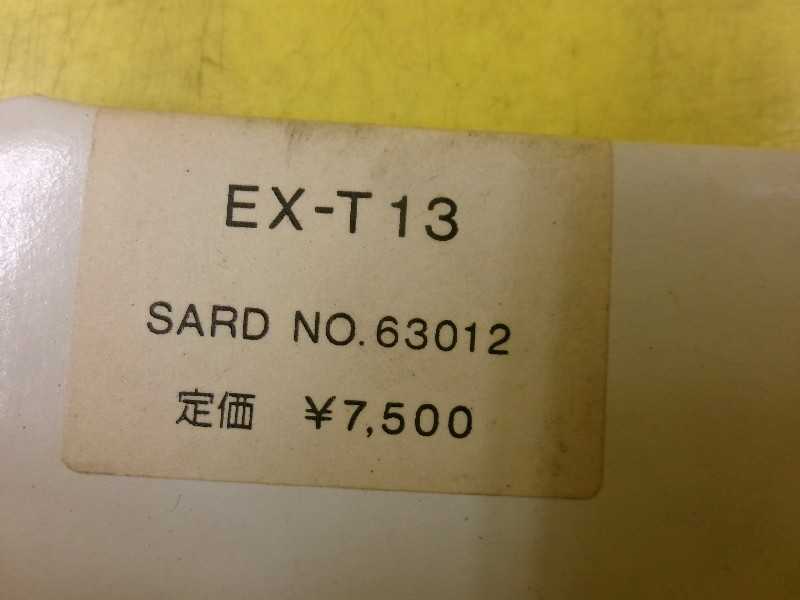 EX-T13
SARD NO.63012
定価 ¥7,500